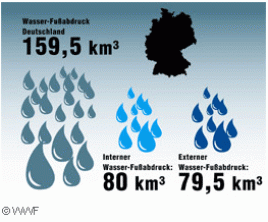 Wasser-Fußabdruck
Deutschland
159,5 km³
Interner
Wasser-Fußabdruck:
80 km³
Externer
Wasser-Fußabdruck:
79,5 km³
© WWF